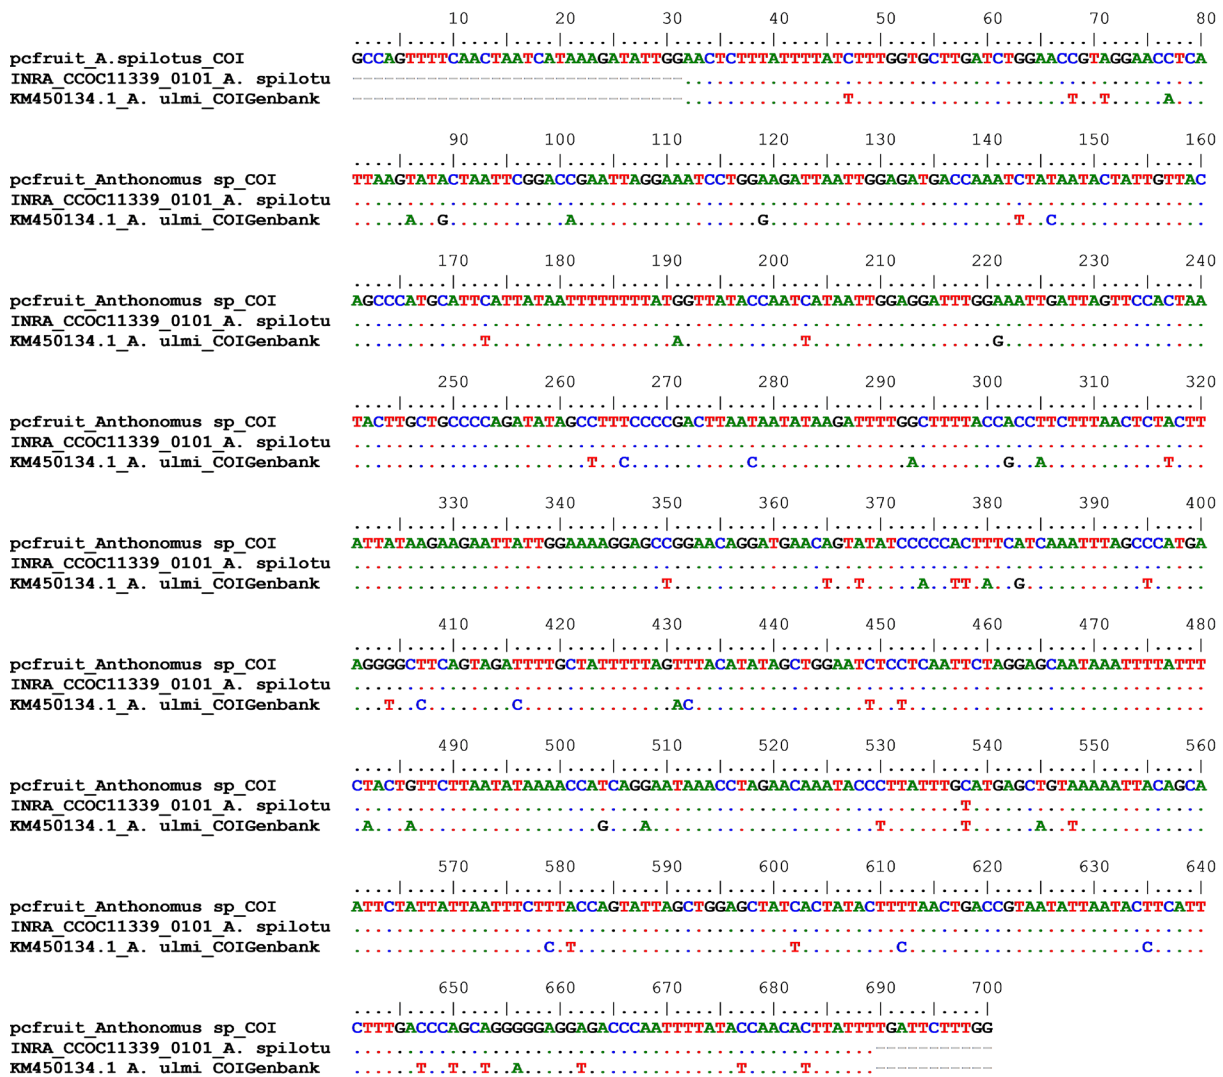 10 20 30 40 50 60 70 80
....|....|....|....|....|....|....|....|....|....|....|....|....|....|....|....|
pcfruit_A.spilotus_COI GCCAGTTTTCAACTAATCATAAAGATATTGGAACTCTTTATTTTATCTTTGGTGCTTGATCTGGAACCGTAGGAACCTCA
INRA_CCOC11339_0101_A. spilotu -------------------------------.................................................
KM450134.1_A. ulmi_COIGenbank -------------------------------...............T....................T..T.....A...
90 100 110 120 130 140 150 160
....|....|....|....|....|....|....|....|....|....|....|....|....|....|....|....|
pcfruit_Anthonomus sp_COI TTAAGTATACTAATTCGGACCGAATTAGGAAATCCTGGAAGATTAATTGGAGATGACCAAATCTATAATACTATTGTTAC
INRA_CCOC11339_0101_A. spilotu ................................................................................
KM450134.1_A. ulmi_COIGenbank .....A..G...........A.................G.......................T..C..............
170 180 190 200 210 220 230 240
....|....|....|....|....|....|....|....|....|....|....|....|....|....|....|....|
pcfruit_Anthonomus sp_COI AGCCCATGCATTCATTATAATTTTTTTTATGGTTATACCAATCATAATTGGAGGATTTGGAAATTGATTAGTTCCACTAA
INRA_CCOC11339_0101_A. spilotu ................................................................................
KM450134.1_A. ulmi_COIGenbank ............T.................A...........T.................G...................
250 260 270 280 290 300 310 320
....|....|....|....|....|....|....|....|....|....|....|....|....|....|....|....|
pcfruit_Anthonomus sp_COI TACTTGCTGCCCCAGATATAGCCTTTCCCCGACTTAATAATATAAGATTTTGGCTTTTACCACCTTCTTTAACTCTACTT
INRA_CCOC11339_0101_A. spilotu ................................................................................
KM450134.1_A. ulmi_COIGenbank ......................T..C...........C..............A........G..A...........T...
330 340 350 360 370 380 390 400
....|....|....|....|....|....|....|....|....|....|....|....|....|....|....|....|
pcfruit_Anthonomus sp_COI ATTATAAGAAGAATTATTGGAAAAGGAGCCGGAACAGGATGAACAGTATATCCCCCACTTTCATCAAATTTAGCCCATGA
INRA_CCOC11339_0101_A. spilotu ................................................................................
KM450134.1_A. ulmi_COIGenbank .............................T..............T..T.....A..TT.A..G...........T.....
410 420 430 440 450 460 470 480
....|....|....|....|....|....|....|....|....|....|....|....|....|....|....|....|
pcfruit_Anthonomus sp_COI AGGGGCTTCAGTAGATTTTGCTATTTTTAGTTTACATATAGCTGGAATCTCCTCAATTCTAGGAGCAATAAATTTTATTT
INRA_CCOC11339_0101_A. spilotu ................................................................................
KM450134.1_A. ulmi_COIGenbank ...T..C........C..............AC................T..T............................
490 500 510 520 530 540 550 560
....|....|....|....|....|....|....|....|....|....|....|....|....|....|....|....|
pcfruit_Anthonomus sp_COI CTACTGTTCTTAATATAAAACCATCAGGAATAAACCTAGAACAAATACCCTTATTTGCATGAGCTGTAAAAATTACAGCA
INRA_CCOC11339_0101_A. spilotu .........................................................T......................
KM450134.1_A. ulmi_COIGenbank .A...A.................G...A.....................T.......T......A..T............
570 580 590 600 610 620 630 640
....|....|....|....|....|....|....|....|....|....|....|....|....|....|....|....|
pcfruit_Anthonomus sp_COI ATTCTATTATTAATTTCTTTACCAGTATTAGCTGGAGCTATCACTATACTTTTAACTGACCGTAATATTAATACTTCATT
INRA_CCOC11339_0101_A. spilotu ................................................................................
KM450134.1_A. ulmi_COIGenbank ..................C.T....................T.........C......................C.....
650 660 670 680 690 700
....|....|....|....|....|....|....|....|....|....|....|....|
pcfruit_Anthonomus sp_COI CTTTGACCCAGCAGGGGGAGGAGACCCAATTTTATACCAACACTTATTTTGATTCTTTGG
INRA_CCOC11339_0101_A. spilotu .................................................-----------
KM450134.1 A. ulmi_COIGenbank ......T..T..T..A.....T..............T.....T......-----------